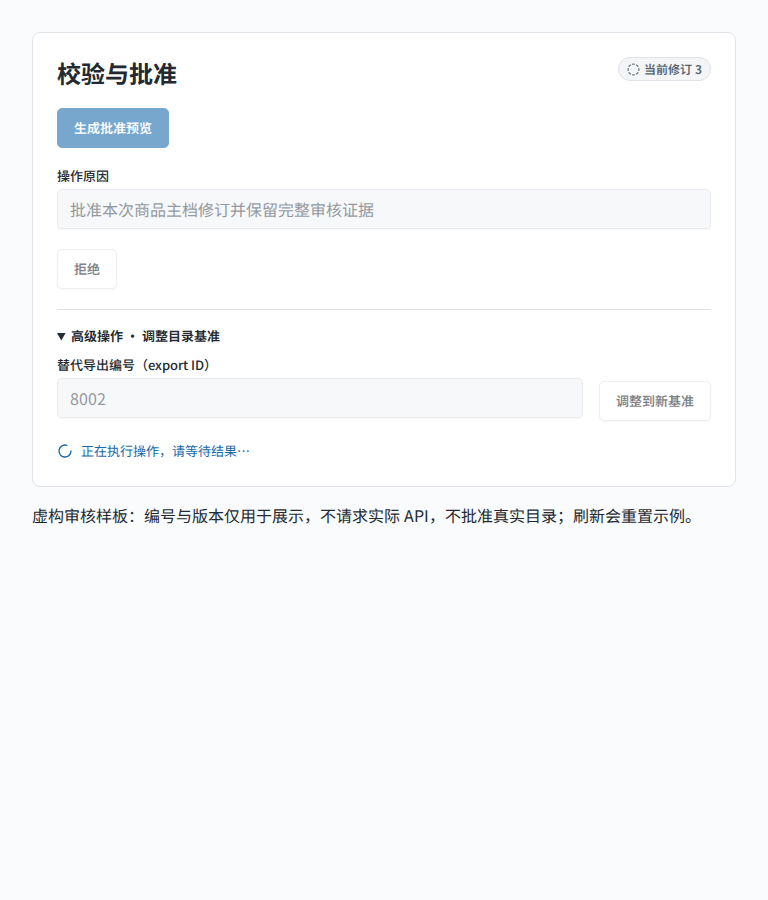 校验与批准
当前修订 3
生成批准预览
操作原因
批准本次商品主档修订并保留完整审核证据
拒绝
▼ 高级操作 · 调整目录基准
替代导出编号（export ID）
8002
调整到新基准
正在执行操作，请等待结果…
虚构审核样板：编号与版本仅用于展示，不请求实际 API，不批准真实目录；刷新会重置示例。